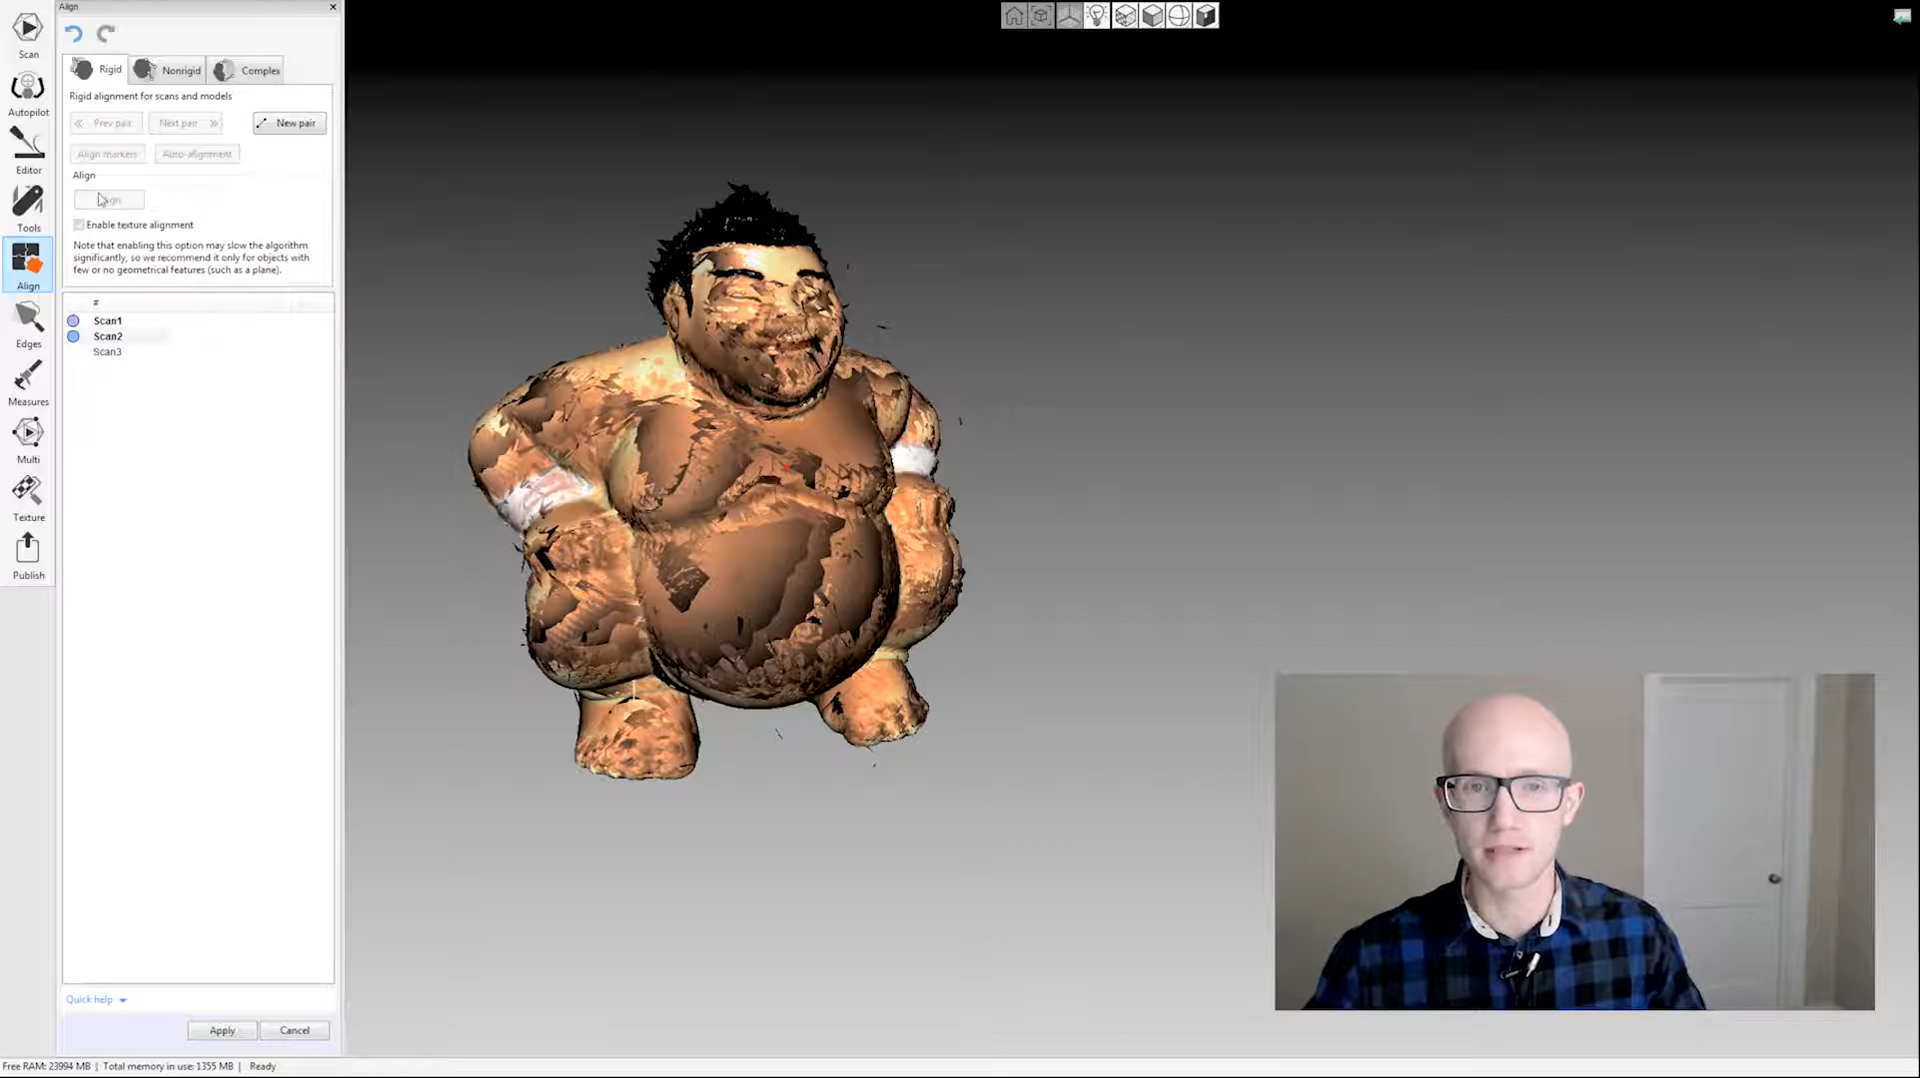 Align
Scan
Autopilot
Editor
Tools
Align
Edges
Measures
Multi
Texture
Publish
Rigid
Nonrigid
Complex
Rigid alignment for scans and models
Prev pair
Next pair
New pair
Align markers
Auto-alignment
Align
Enable texture alignment
Note that enabling this option may slow the algorithm
significantly, so we recommend it only for objects with
few or no geometrical features (such as a plane).
#
Scan1
Scan2
Scan3
Quick help
Apply
Cancel
Free RAM: 23994 MB | Total memory in use: 1355 MB | Ready